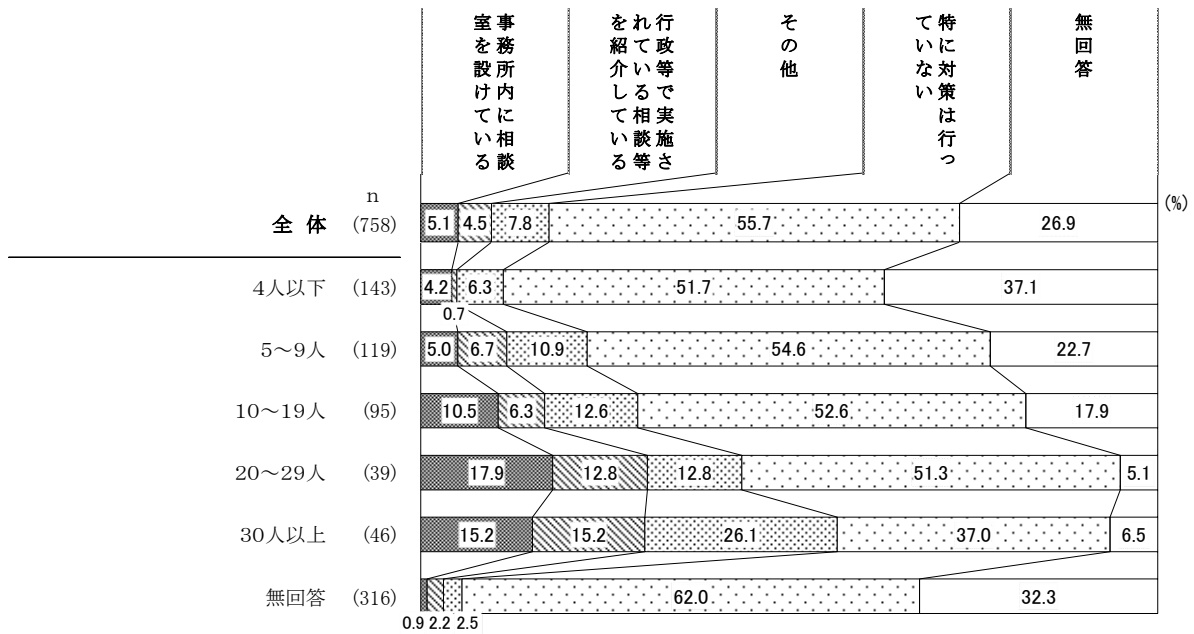 事務所内に相談
室を設けている
行政等で実施さ
れている相談等
を紹介している
その他
特に対策は行っ
ていない
無回答
n
(%)
全 体 (758) 5.1 4.5 7.8 55.7 26.9
4人以下 (143) 4.2 0.7 6.3 51.7 37.1
5～9人 (119) 5.0 6.7 10.9 54.6 22.7
10～19人 (95) 10.5 6.3 12.6 52.6 17.9
20～29人 (39) 17.9 12.8 12.8 51.3 5.1
30人以上 (46) 15.2 15.2 26.1 37.0 6.5
無回答 (316) 0.9 2.2 2.5 62.0 32.3